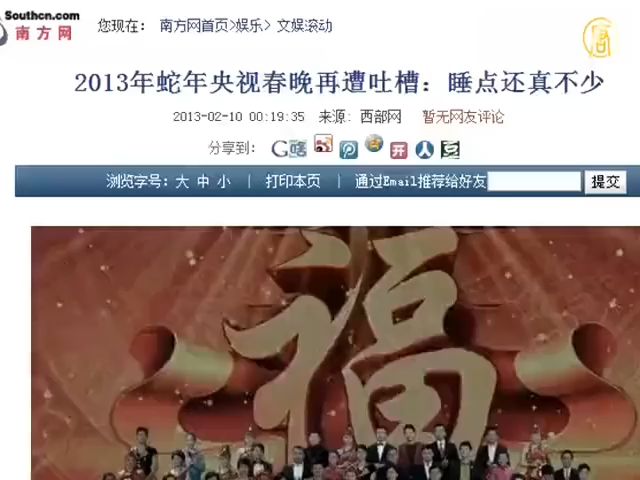 Southcn.com
南方网
您现在： 南方网首页>娱乐> 文娱滚动
2013年蛇年央视春晚再遭吐槽：睡点还真不少
2013-02-10 00:19:35 来源: 西部网 暂无网友评论
分享到:
浏览字号: 大 中 小 | 打印本页 | 通过Email推荐给好友 提交
福